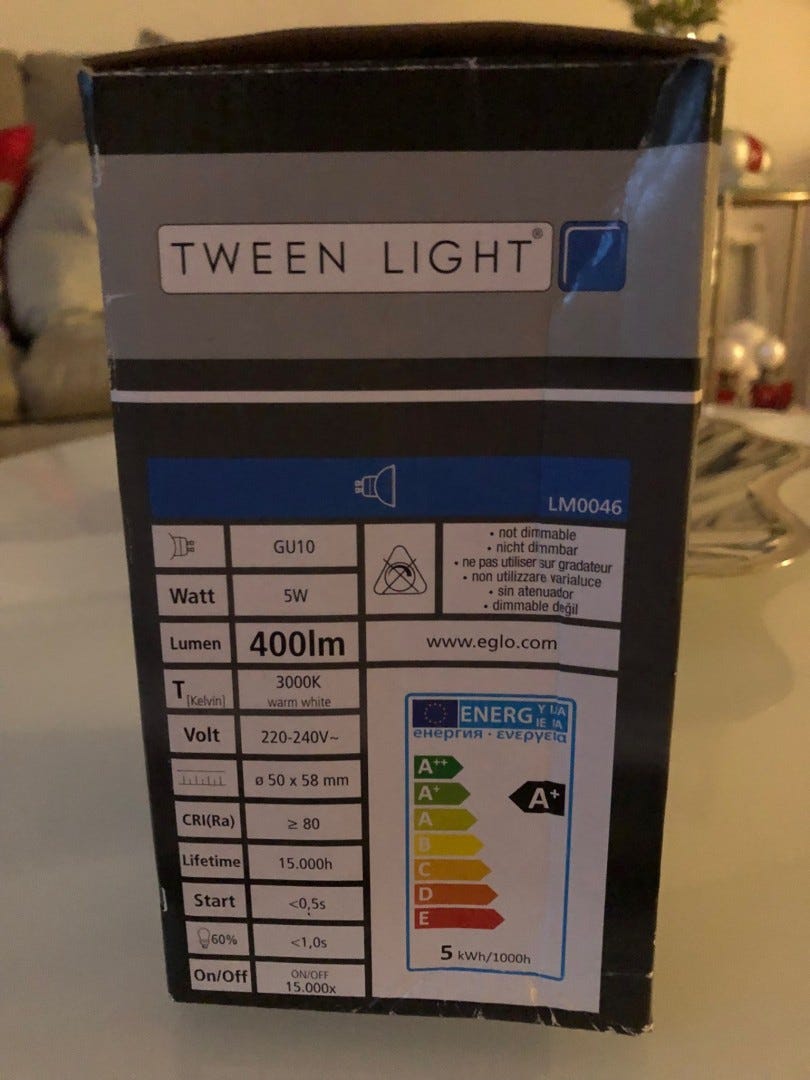 TWEEN LIGHT®
LM0046
GU10
• not dimmable
• nicht dimmbar
• ne pas utiliser sur gradateur
• non utilizzare varialuce
• sin atenuador
• dimmable değil
Watt 5W
Lumen 400lm
www.eglo.com
T [Kelvin] 3000K
warm white
Volt 220-240V~
ø 50 x 58 mm
CRI(Ra) ≥ 80
Lifetime 15.000h
Start <0,5s
60% <1,0s
On/Off ON/OFF
15.000x
ENERG Y IJA
IE IA
енергия · ενεργεια
A++
A+
A
B
C
D
E
A+
5 kWh/1000h